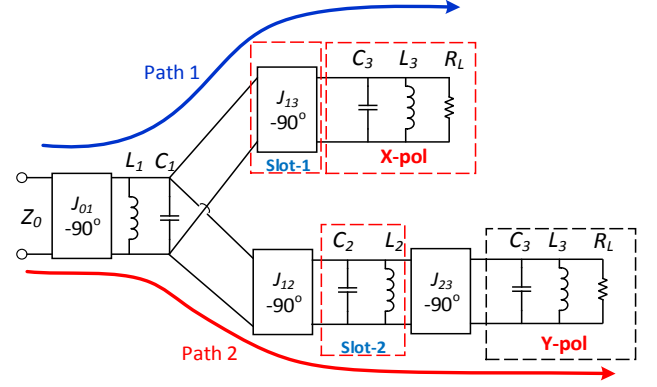 Path 1
C3 L3 RL
J13
-90°
Slot-1
X-pol
L1 C1
Z0
J01
-90°
C2 L2
C3 L3 RL
J12
-90°
J23
-90°
Slot-2
Y-pol
Path 2